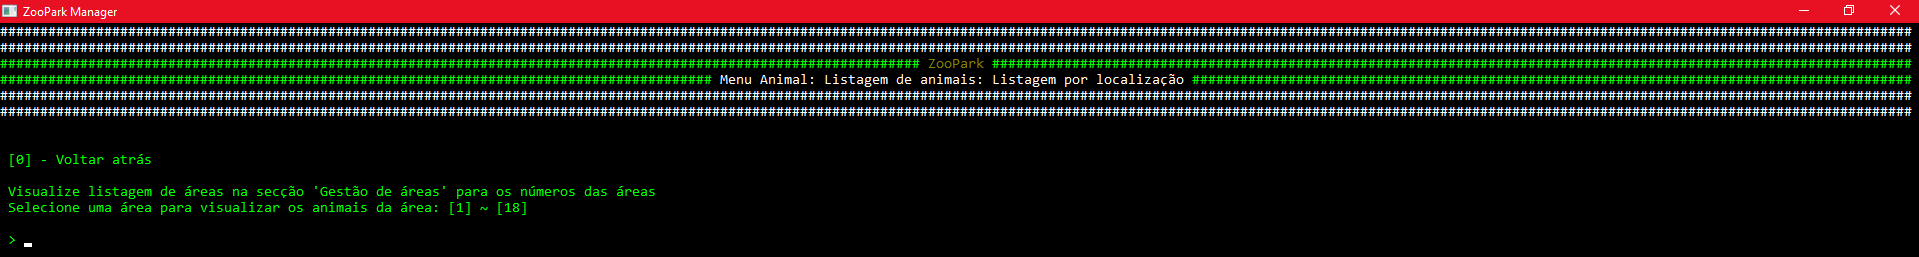 ZooPark Manager
###############################################################################################################################################################################################################################################
###############################################################################################################################################################################################################################################
################################################################################################################### ZooPark ###################################################################################################################
######################################################################################### Menu Animal: Listagem de animais: Listagem por localização ##########################################################################################
###############################################################################################################################################################################################################################################
###############################################################################################################################################################################################################################################
[0] - Voltar atrás
Visualize listagem de áreas na secção 'Gestão de áreas' para os números das áreas
Selecione uma área para visualizar os animais da área: [1] ~ [18]
>